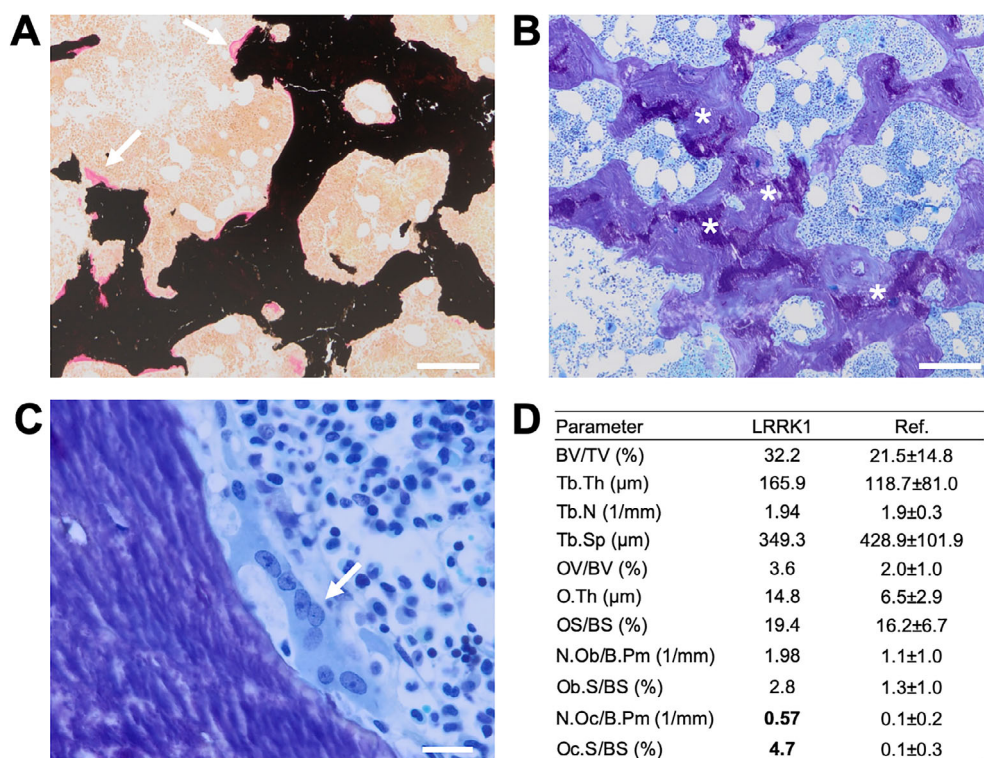 A
B
*
*
*
*
C
D
Parameter LRRK1 Ref.
BV/TV (%) 32.2 21.5±14.8
Tb.Th (µm) 165.9 118.7±81.0
Tb.N (1/mm) 1.94 1.9±0.3
Tb.Sp (µm) 349.3 428.9±101.9
OV/BV (%) 3.6 2.0±1.0
O.Th (µm) 14.8 6.5±2.9
OS/BS (%) 19.4 16.2±6.7
N.Ob/B.Pm (1/mm) 1.98 1.1±1.0
Ob.S/BS (%) 2.8 1.3±1.0
N.Oc/B.Pm (1/mm) 0.57 0.1±0.2
Oc.S/BS (%) 4.7 0.1±0.3